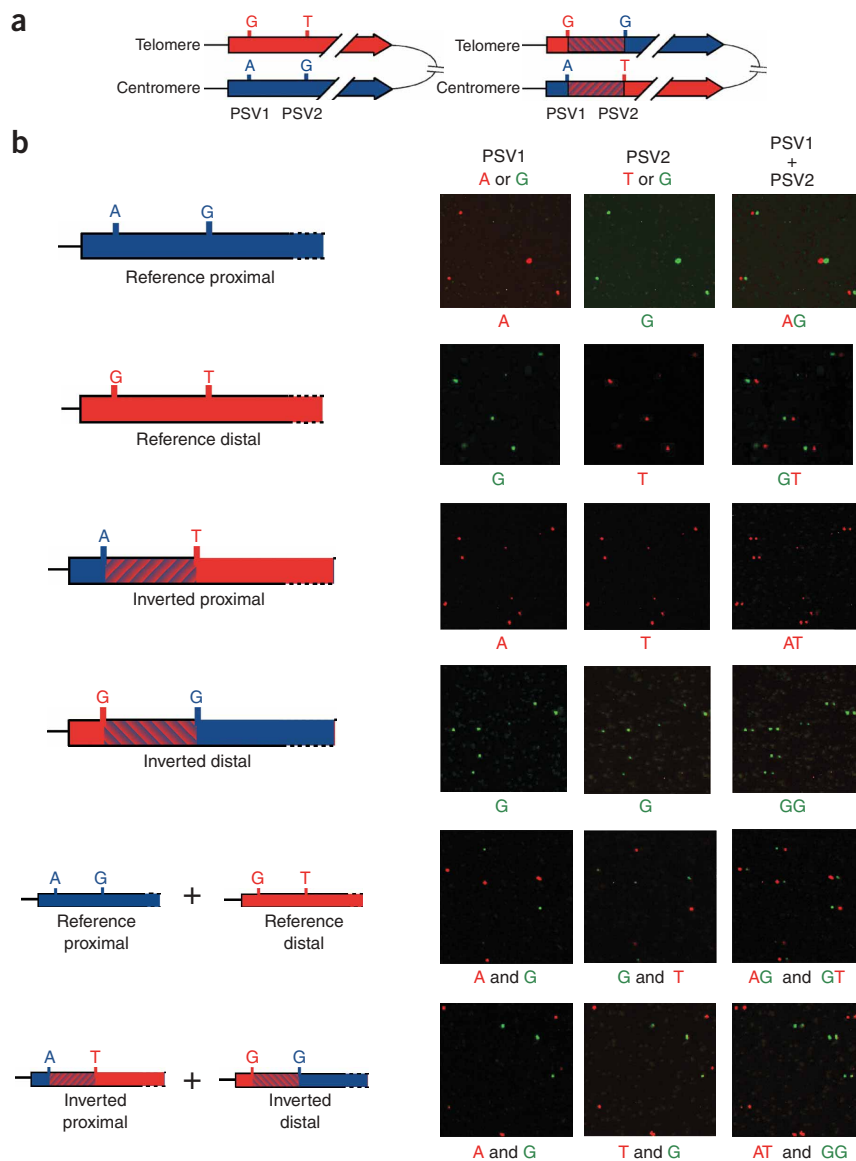 a
G T G G
Telomere Telomere
A G A T
Centromere Centromere
PSV1 PSV2 PSV1 PSV2
b
PSV1
A or G
PSV2
T or G
PSV1
+
PSV2
A G
Reference proximal
A G AG
G T
Reference distal
G T GT
A T
Inverted proximal
A T AT
G G
Inverted distal
G G GG
A G + G T
Reference
proximal
Reference
distal
A and G G and T AG and GT
A T + G G
Inverted
proximal
Inverted
distal
A and G T and G AT and GG